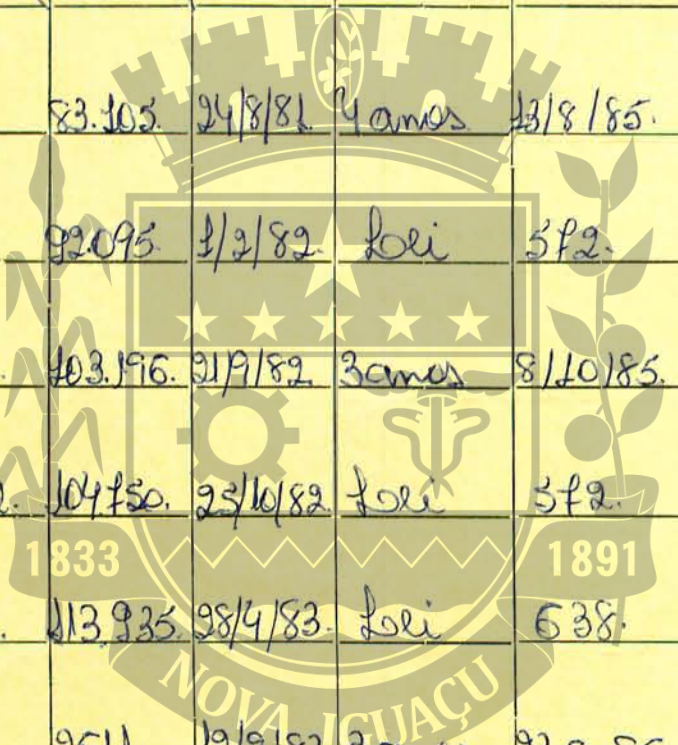 83.105. 24/8/81. 4 anos 13/8/85.
92.095. 1/2/82. Lei 572.
103.196. 21/9/82. 3 anos 8/10/85.
104750. 25/10/82. Lei 572.
1833 1891
113.935. 28/4/83. Lei 638.
NOVA IGUAÇU